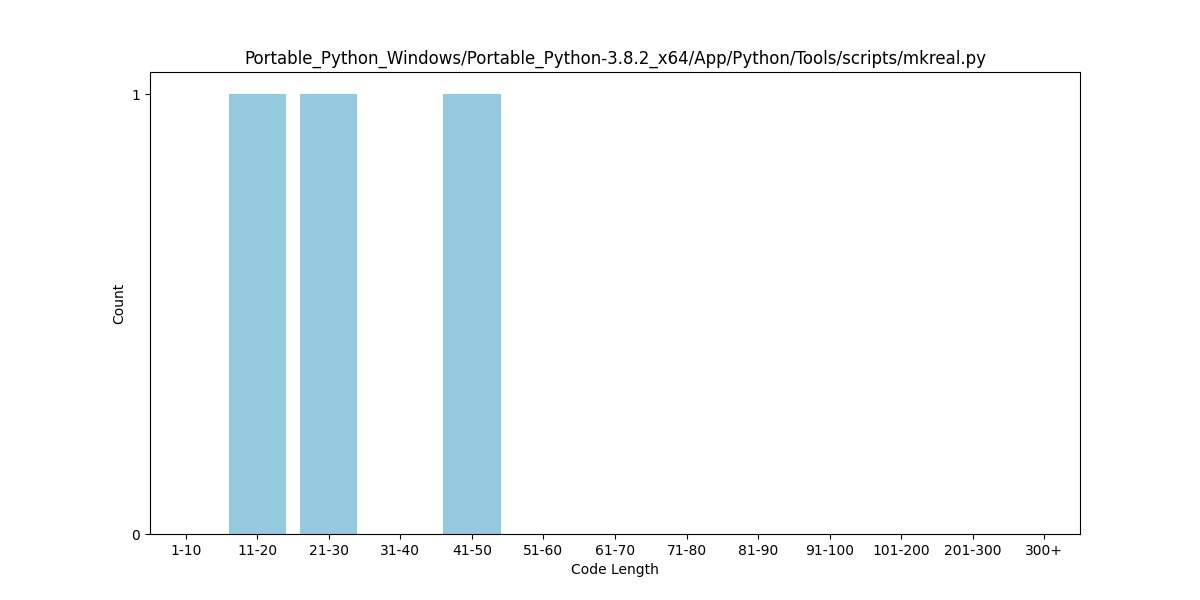 Portable_Python_Windows/Portable_Python-3.8.2_x64/App/Python/Tools/scripts/mkreal.py
1
Count
0
1-10 11-20 21-30 31-40 41-50 51-60 61-70 71-80 81-90 91-100 101-200 201-300 300+
Code Length